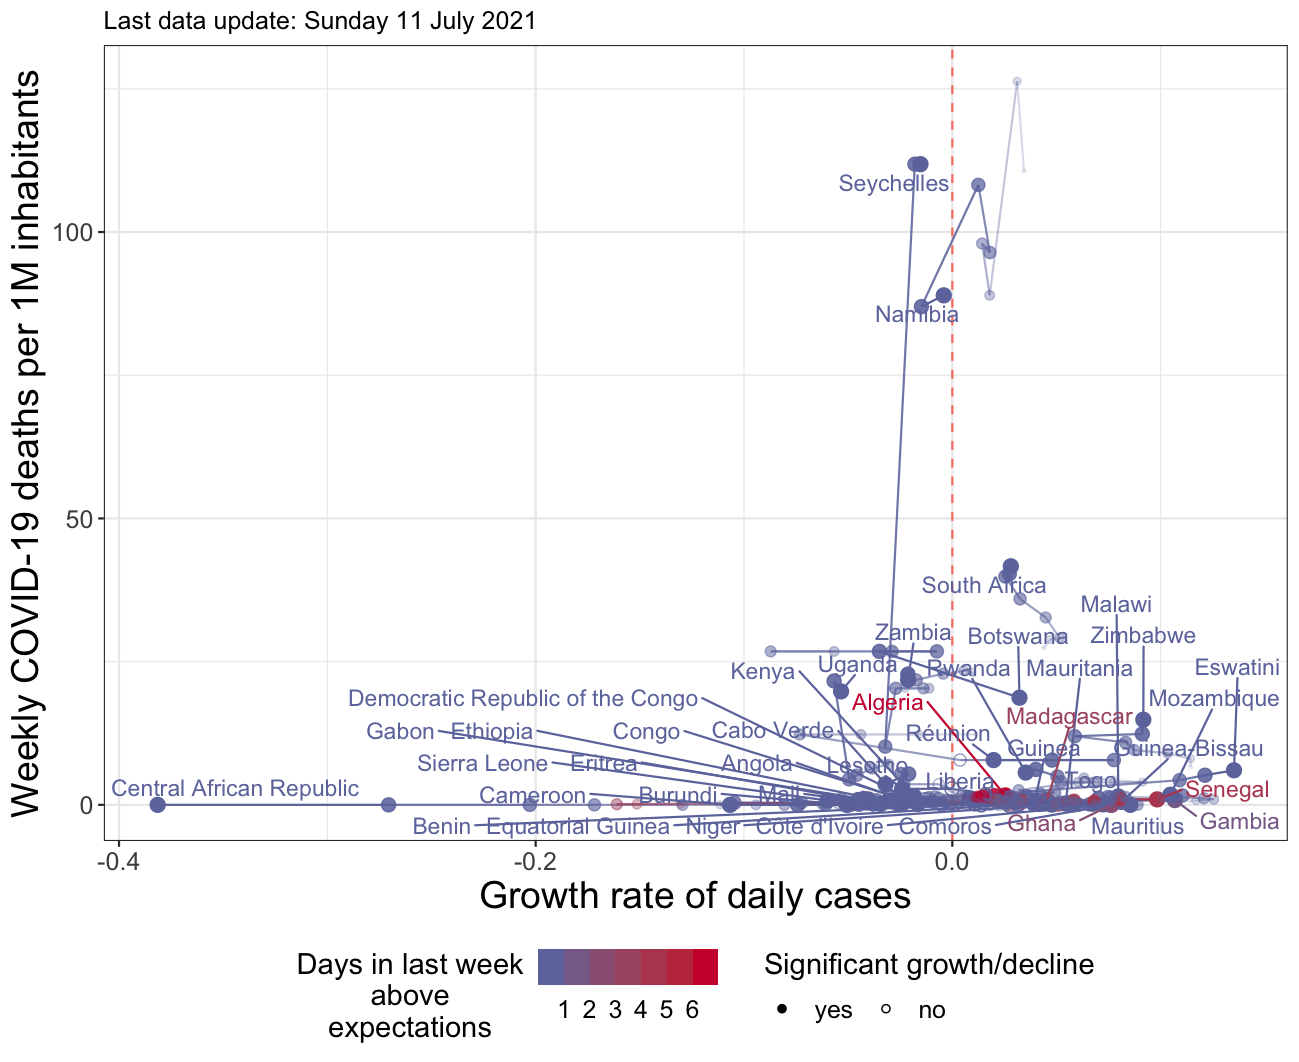 Last data update: Sunday 11 July 2021
Weekly COVID-19 deaths per 1M inhabitants
100
50
0
Seychelles
Namibia
South Africa
Malawi
Zambia
Botswana
Zimbabwe
Kenya
Uganda
Rwanda
Mauritania
Eswatini
Democratic Republic of the Congo
Algeria
Mozambique
Madagascar
Gabon
Ethiopia
Congo
Cabo Verde
Réunion
Guinea
Guinea-Bissau
Sierra Leone
Eritrea
Angola
Lesotho
Liberia
Togo
Central African Republic
Cameroon
Burundi
Mali
Senegal
Benin
Equatorial Guinea
Niger
Cote d'Ivoire
Comoros
Ghana
Mauritius
Gambia
-0.4
-0.2
0.0
Growth rate of daily cases
Days in last week
above
expectations
1 2 3 4 5 6
Significant growth/decline
yes
no